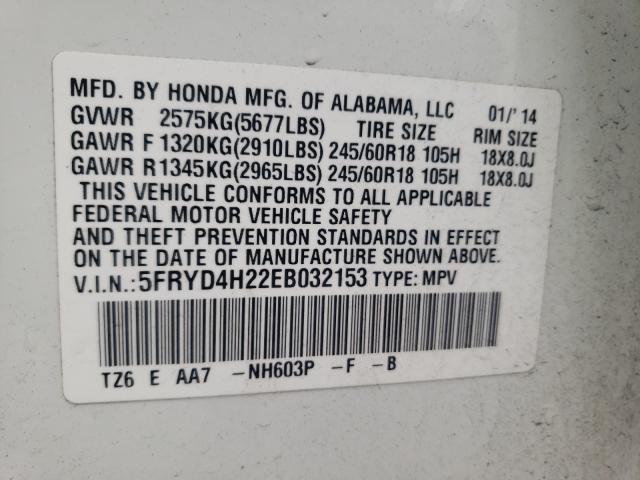 MFD. BY HONDA MFG. OF ALABAMA, LLC 01/'14
GVWR 2575KG(5677LBS) TIRE SIZE RIM SIZE
GAWR F 1320KG(2910LBS) 245/60R18 105H 18X8.0J
GAWR R 1345KG(2965LBS) 245/60R18 105H 18X8.0J
THIS VEHICLE CONFORMS TO ALL APPLICABLE
FEDERAL MOTOR VEHICLE SAFETY
AND THEFT PREVENTION STANDARDS IN EFFECT
ON THE DATE OF MANUFACTURE SHOWN ABOVE.
V.I.N.:5FRYD4H22EB032153 TYPE: MPV
TZ6 E AA7 -NH603P -F -B